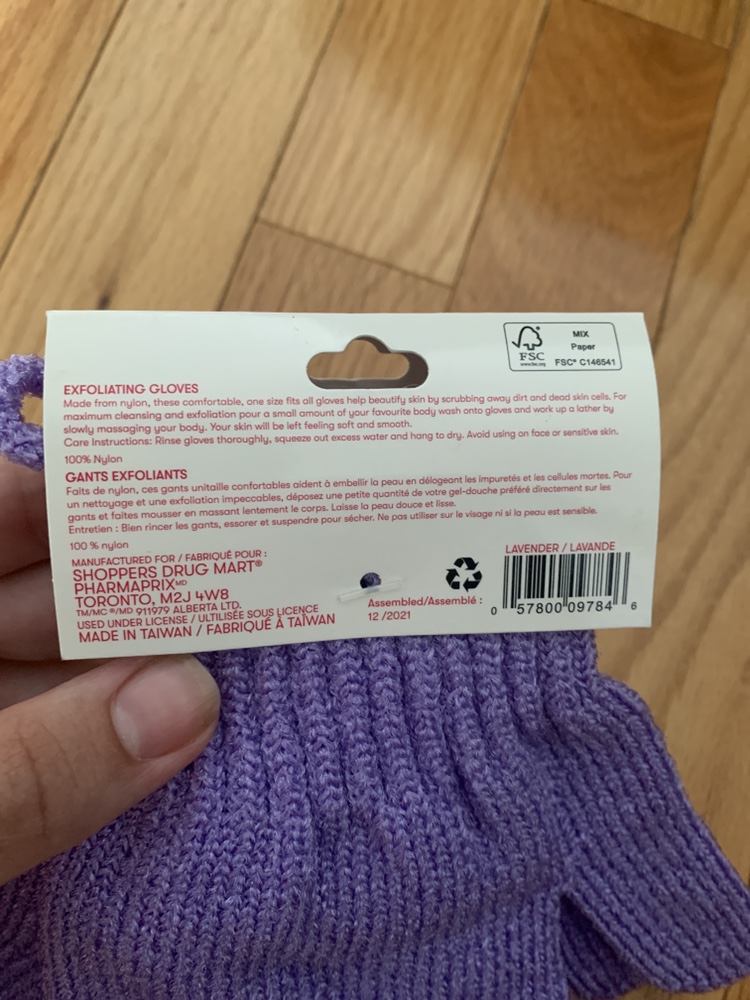 FSC
www.fsc.org
MIX
Paper
FSC® C146541
EXFOLIATING GLOVES
Made from nylon, these comfortable, one size fits all gloves help beautify skin by scrubbing away dirt and dead skin cells. For
maximum cleansing and exfoliation pour a small amount of your favourite body wash onto gloves and work up a lather by
slowly massaging your body. Your skin will be left feeling soft and smooth.
Care Instructions: Rinse gloves thoroughly, squeeze out excess water and hang to dry. Avoid using on face or sensitive skin.
100% Nylon
GANTS EXFOLIANTS
Faits de nylon, ces gants unitaille confortables aident à embellir la peau en délogeant les impuretés et les cellules mortes. Pour
un nettoyage et une exfoliation impeccables, déposez une petite quantité de votre gel-douche préféré directement sur les
gants et faites mousser en massant lentement le corps. Laisse la peau douce et lisse.
Entretien : Bien rincer les gants, essorer et suspendre pour sécher. Ne pas utiliser sur le visage ni si la peau est sensible.
100 % nylon
MANUFACTURED FOR / FABRIQUÉ POUR :
SHOPPERS DRUG MART®
PHARMAPRIX MD
TORONTO, M2J 4W8
TM/MC ®/MD 911979 ALBERTA LTD.
USED UNDER LICENSE / ULTILISÉE SOUS LICENCE
MADE IN TAIWAN / FABRIQUÉ À TAÏWAN
Assembled/Assemblé :
12 /2021
LAVENDER / LAVANDE
0 57800 09784 6